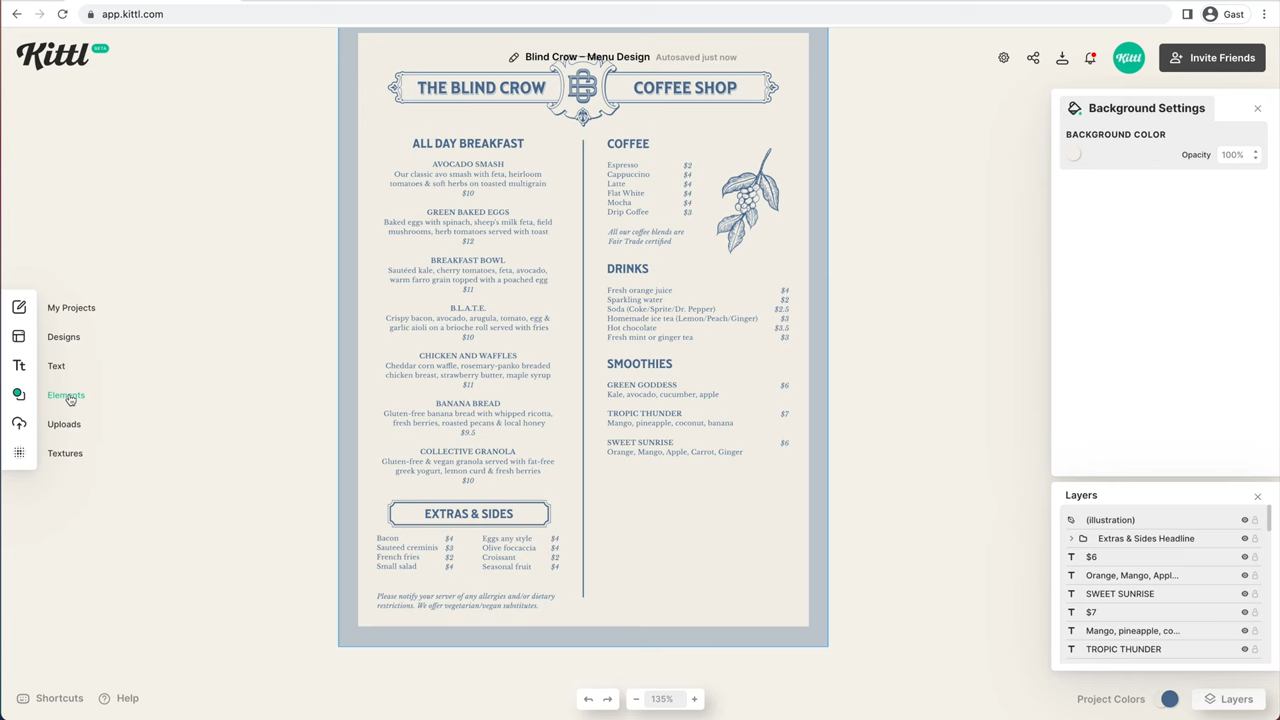 app.kittl.com
Gast
Kittl BETA
Blind Crow – Menu Design Autosaved just now
Kittl
Invite Friends
THE BLIND CROW
COFFEE SHOP
ALL DAY BREAKFAST
AVOCADO SMASH
Our classic avo smash with feta, heirloom
tomatoes & soft herbs on toasted multigrain
$10
GREEN BAKED EGGS
Baked eggs with spinach, sheep's milk feta, field
mushrooms, herb tomatoes served with toast
$12
BREAKFAST BOWL
Sautéed kale, cherry tomatoes, feta, avocado,
warm farro grain topped with a poached egg
$11
B.L.A.T.E.
Crispy bacon, avocado, arugula, tomato, egg &
garlic aioli on a brioche roll served with fries
$10
CHICKEN AND WAFFLES
Cheddar corn waffle, rosemary-panko breaded
chicken breast, strawberry butter, maple syrup
$11
BANANA BREAD
Gluten-free banana bread with whipped ricotta,
fresh berries, roasted pecans & local honey
$9.5
COLLECTIVE GRANOLA
Gluten-free & vegan granola served with fat-free
greek yogurt, lemon curd & fresh berries
$10
EXTRAS & SIDES
Bacon $4 Eggs any style $4
Sauteed creminis $3 Olive foccaccia $4
French fries $2 Croissant $2
Small salad $4 Seasonal fruit $4
Please notify your server of any allergies and/or dietary
restrictions. We offer vegetarian/vegan substitutes.
COFFEE
Espresso $2
Cappuccino $4
Latte $4
Flat White $4
Mocha $4
Drip Coffee $3
All our coffee blends are
Fair Trade certified
DRINKS
Fresh orange juice $4
Sparkling water $2
Soda (Coke/Sprite/Dr. Pepper) $2.5
Homemade ice tea (Lemon/Peach/Ginger) $3
Hot chocolate $3.5
Fresh mint or ginger tea $3
SMOOTHIES
GREEN GODDESS $6
Kale, avocado, cucumber, apple
TROPIC THUNDER $7
Mango, pineapple, coconut, banana
SWEET SUNRISE $6
Orange, Mango, Apple, Carrot, Ginger
My Projects
Designs
Tt Text
Elements
Uploads
Textures
Background Settings
BACKGROUND COLOR
Opacity 100%
Layers
(illustration)
Extras & Sides Headline
T $6
T Orange, Mango, Appl...
T SWEET SUNRISE
T $7
T Mango, pineapple, co...
T TROPIC THUNDER
Shortcuts
Help
135%
Project Colors
Layers